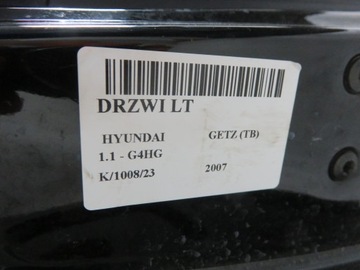 DRZWI LT
HYUNDAI GETZ (TB)
1.1 - G4HG
K/1008/23 2007